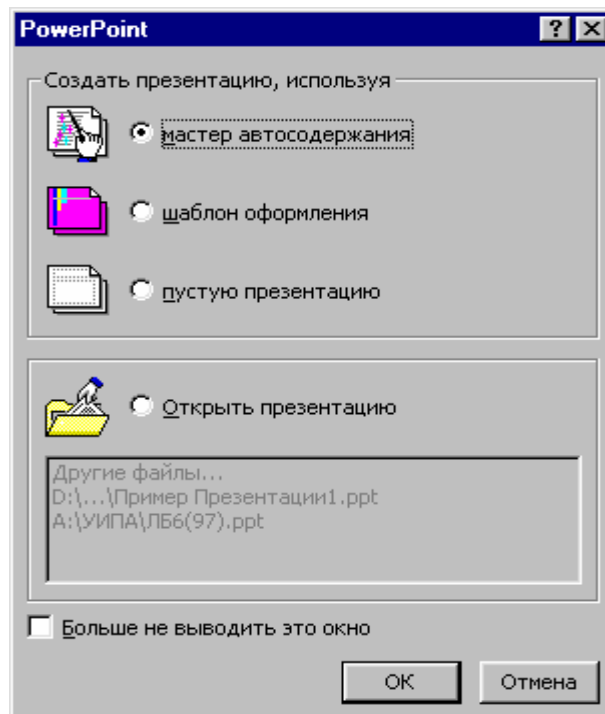 PowerPoint
Создать презентацию, используя
мастер автосодержания
шаблон оформления
пустую презентацию
Открыть презентацию
Другие файлы...
D:\...\Пример Презентации1.ppt
A:\УИПА\ЛБ6(97).ppt
Больше не выводить это окно
ОК Отмена